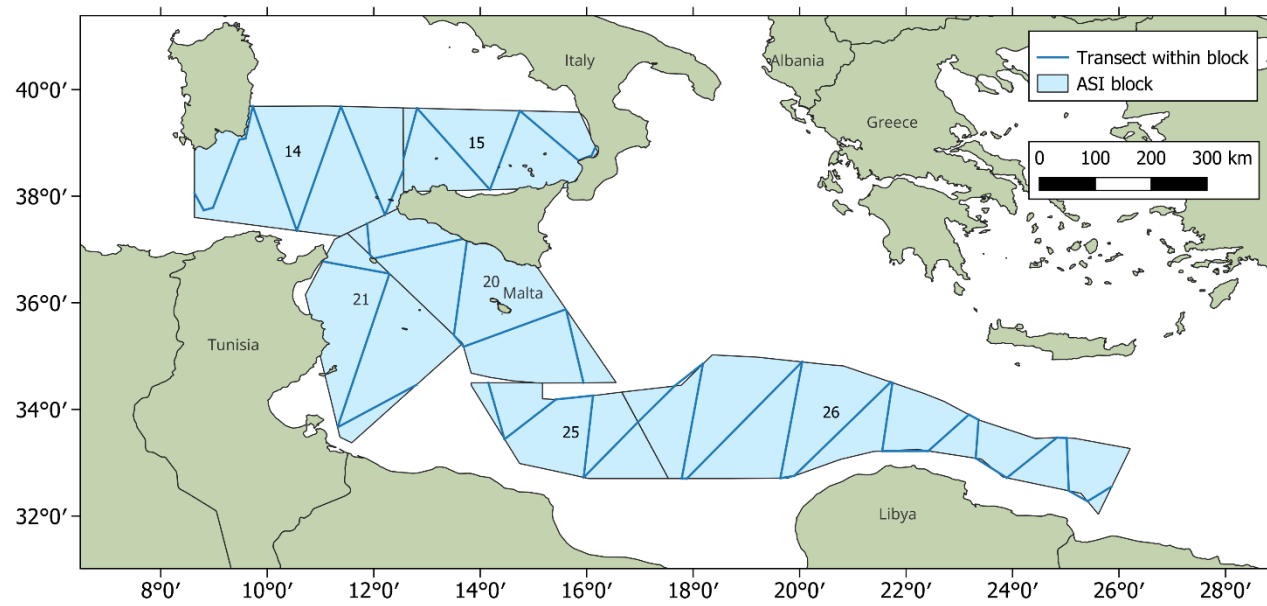 Italy
Albania
Transect within block
ASI block
Greece
0 100 200 300 km
40°0′
38°0′
36°0′
34°0′
32°0′
14
15
20
Malta
21
Tunisia
25
26
Libya
8°0′ 10°0′ 12°0′ 14°0′ 16°0′ 18°0′ 20°0′ 22°0′ 24°0′ 26°0′ 28°0′